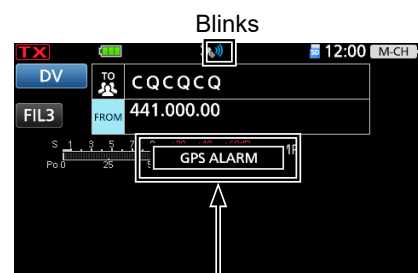 Blinks
TX 12:00 M-CH
DV TO CQCQCQ
FIL3 FROM 441.000.00
S 1 3 5 7 9
GPS ALARM
Po 0 25